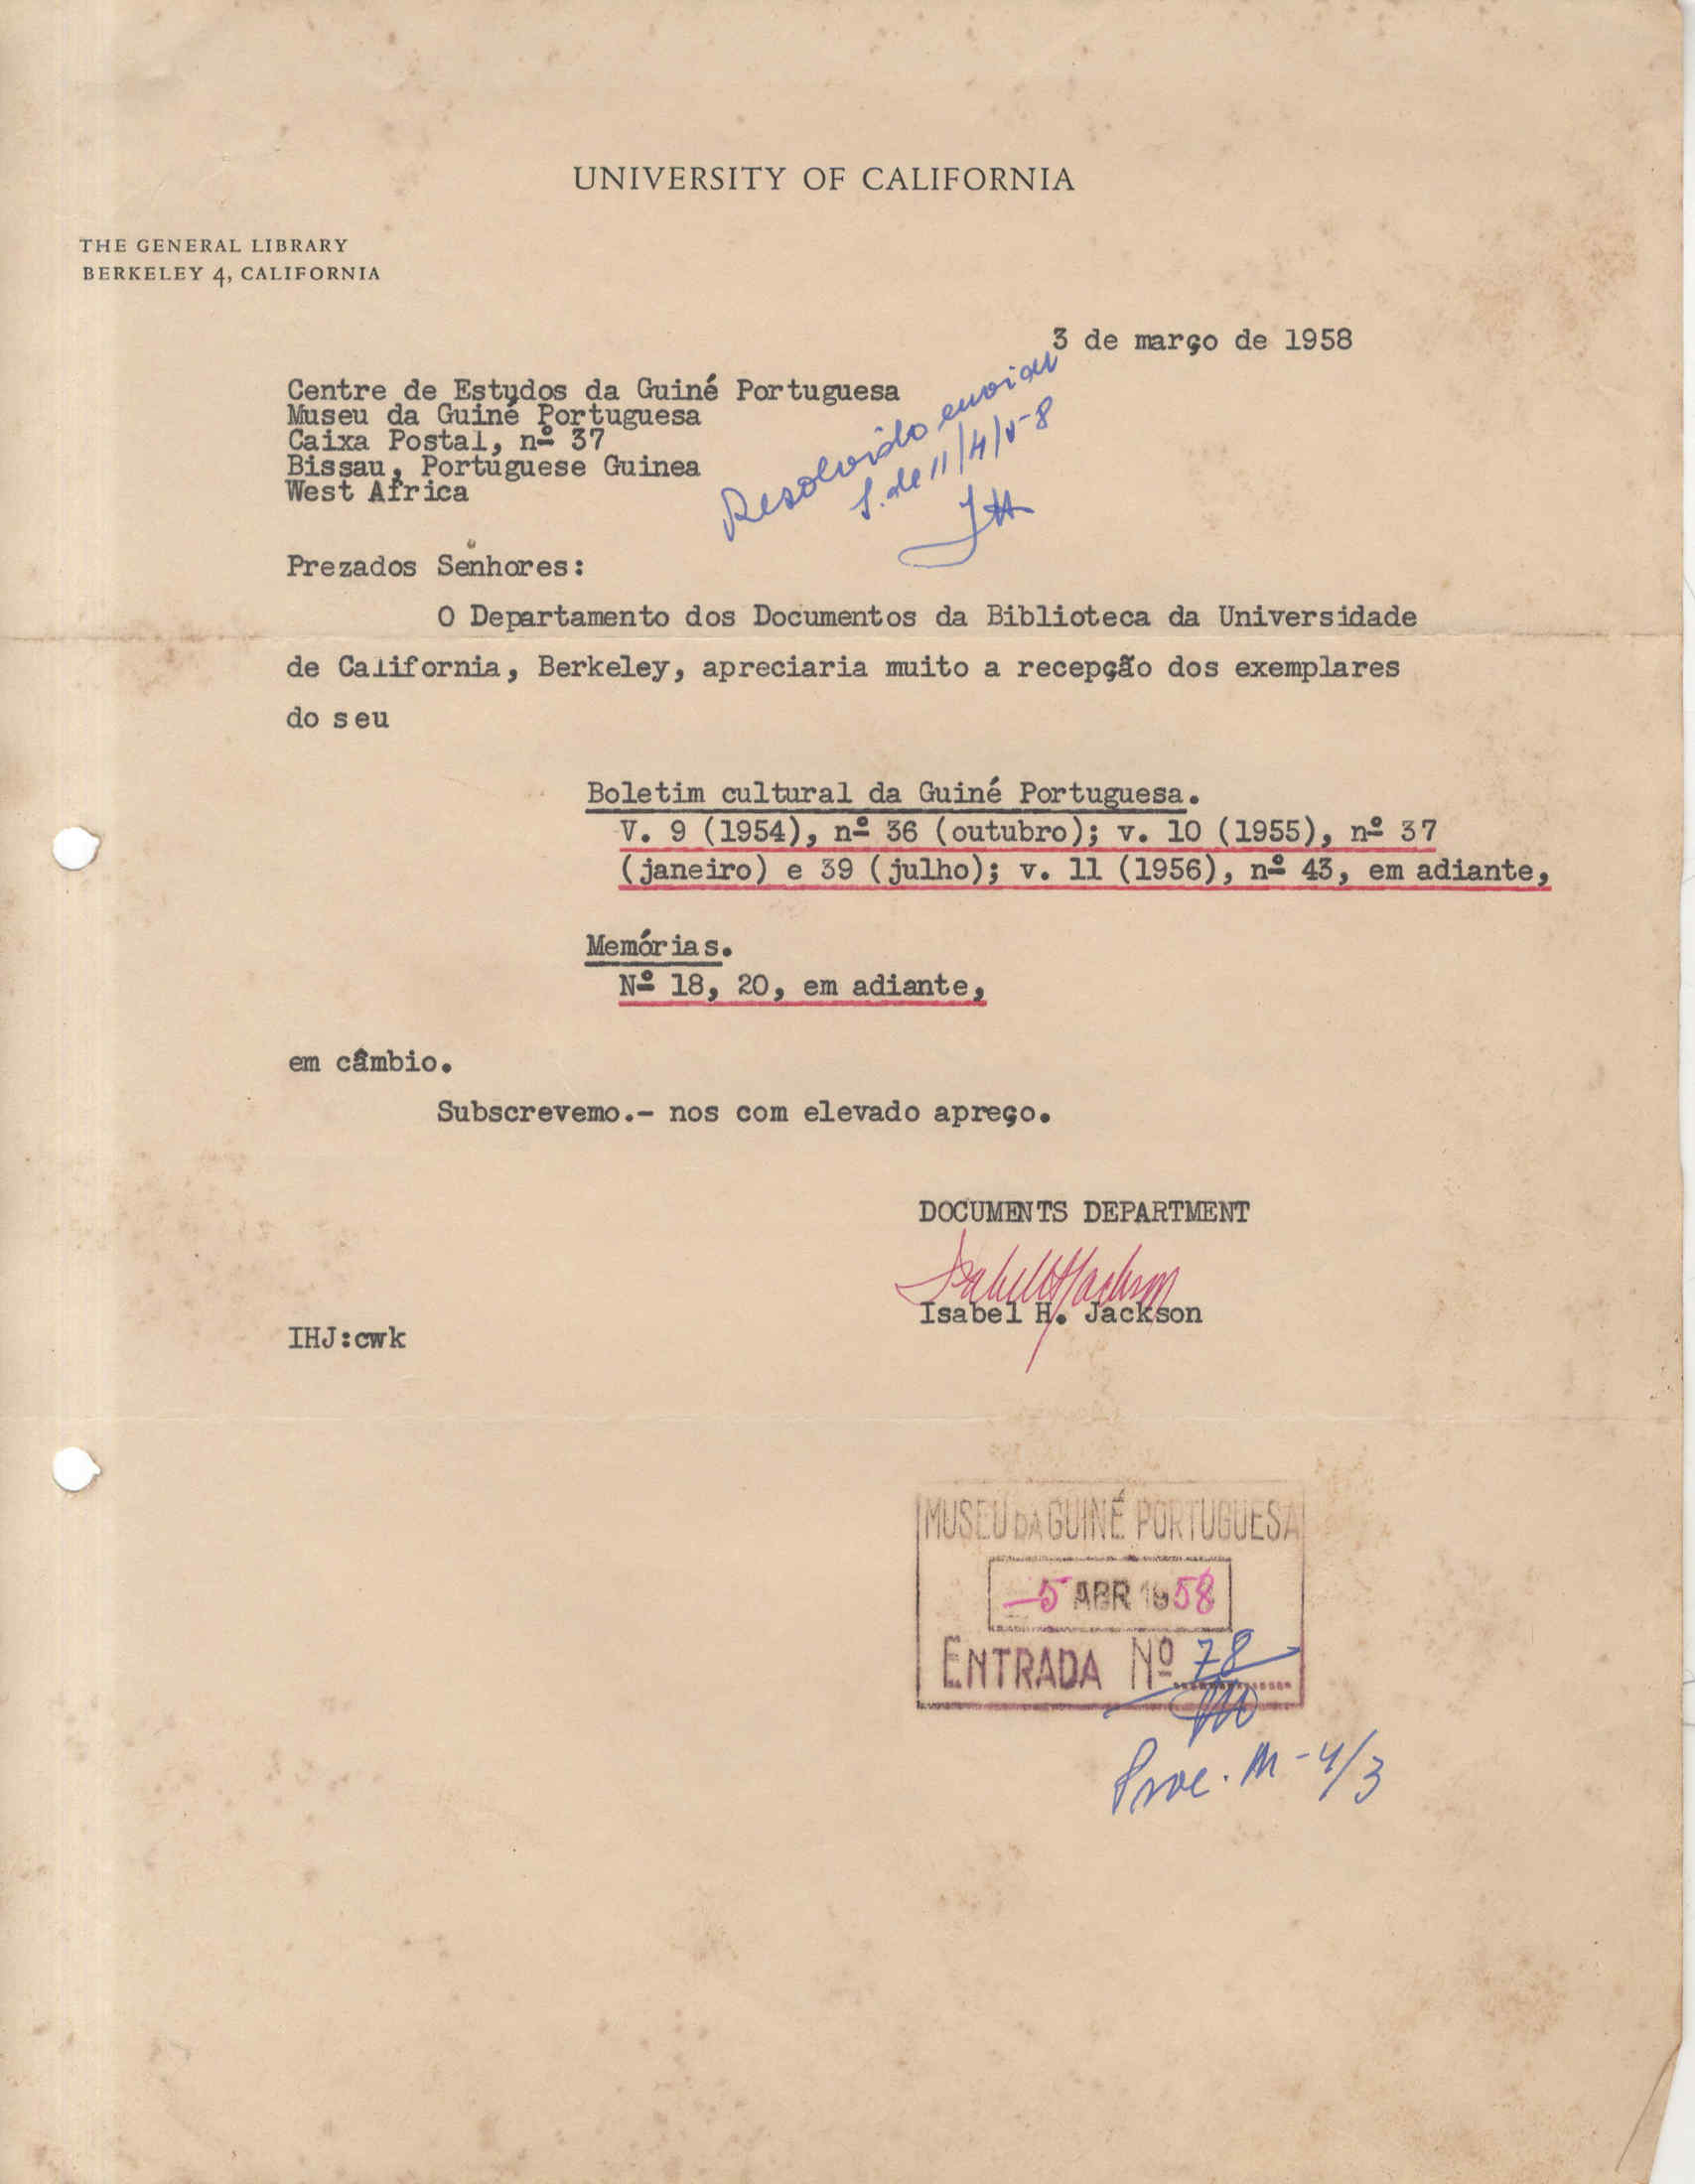 UNIVERSITY OF CALIFORNIA
THE GENERAL LIBRARY
BERKELEY 4, CALIFORNIA
3 de março de 1958
Centre de Estudos da Guiné Portuguesa
Museu da Guiné Portuguesa
Caixa Postal, nº 37
Bissau, Portuguese Guinea
West Africa
Resolvido enviar
S. de 11/4/58
Prezados Senhores:
O Departamento dos Documentos da Biblioteca da Universidade
de California, Berkeley, apreciaria muito a recepção dos exemplares
do seu
Boletim cultural da Guiné Portuguesa.
V. 9 (1954), nº 36 (outubro); v. 10 (1955), nº 37
(janeiro) e 39 (julho); v. 11 (1956), nº 43, em adiante,
Memórias.
Nº 18, 20, em adiante,
em câmbio.
Subscrevemo.- nos com elevado apreço.
DOCUMENTS DEPARTMENT
Isabel H. Jackson
Isabel H. Jackson
IHJ:cwk
MUSEU DA GUINÉ PORTUGUESA
-5 ABR 1958
ENTRADA Nº 78
Proc. M-4/3